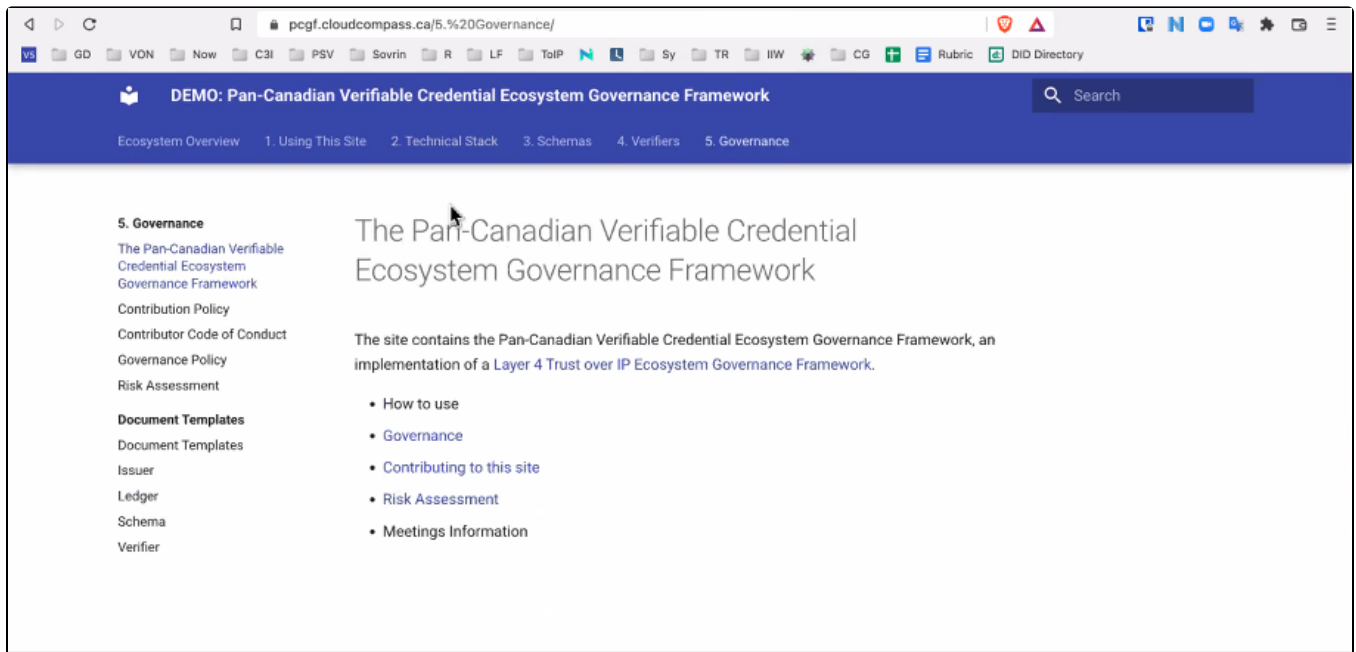 pcgf.cloudcompass.ca/5.%20Governance/
VS GD VON Now C3I PSV Sovrin R LF ToIP Sy TR IIW CG Rubric DID Directory
DEMO: Pan-Canadian Verifiable Credential Ecosystem Governance Framework
Search
Ecosystem Overview 1. Using This Site 2. Technical Stack 3. Schemas 4. Verifiers 5. Governance
5. Governance
The Pan-Canadian Verifiable
Credential Ecosystem
Governance Framework
Contribution Policy
Contributor Code of Conduct
Governance Policy
Risk Assessment
Document Templates
Document Templates
Issuer
Ledger
Schema
Verifier
The Pan-Canadian Verifiable Credential
Ecosystem Governance Framework
The site contains the Pan-Canadian Verifiable Credential Ecosystem Governance Framework, an
implementation of a Layer 4 Trust over IP Ecosystem Governance Framework.
• How to use
• Governance
• Contributing to this site
• Risk Assessment
• Meetings Information